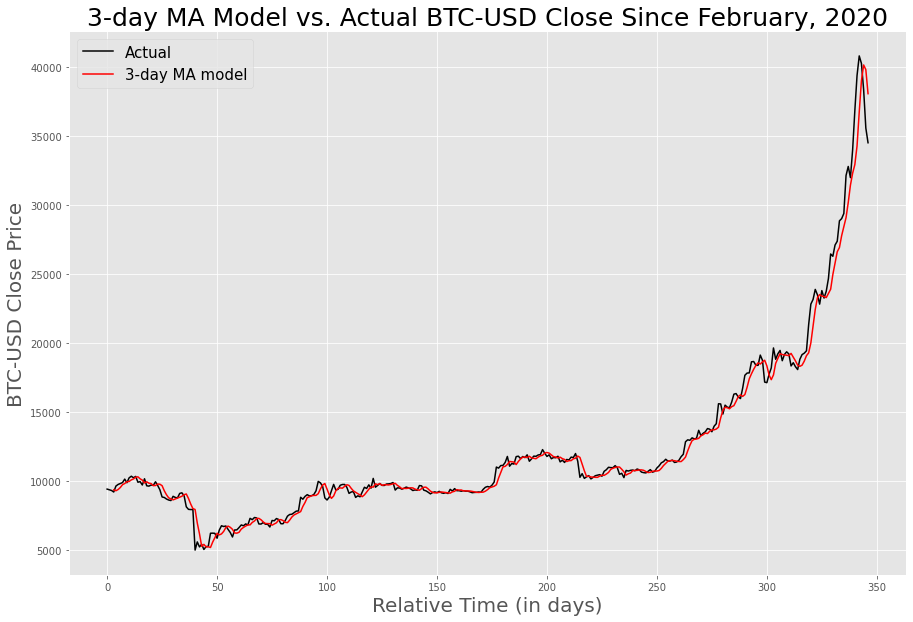 3-day MA Model vs. Actual BTC-USD Close Since February, 2020
Actual
3-day MA model
BTC-USD Close Price
40000
35000
30000
25000
20000
15000
10000
5000
0 50 100 150 200 250 300 350
Relative Time (in days)